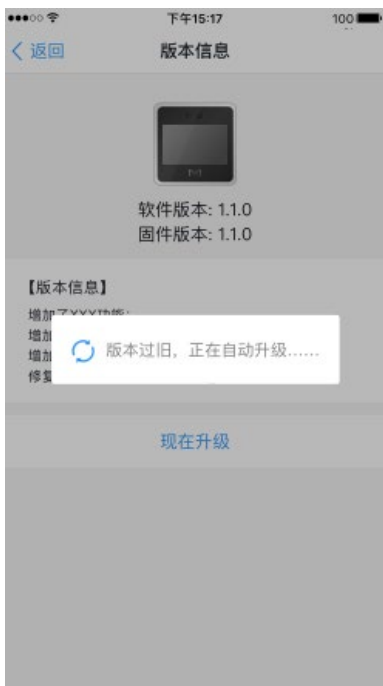 下午15:17
100
返回
版本信息
软件版本: 1.1.0
固件版本: 1.1.0
【版本信息】
增加了XXX功能;
增加
增加
修复
版本过旧，正在自动升级……
现在升级